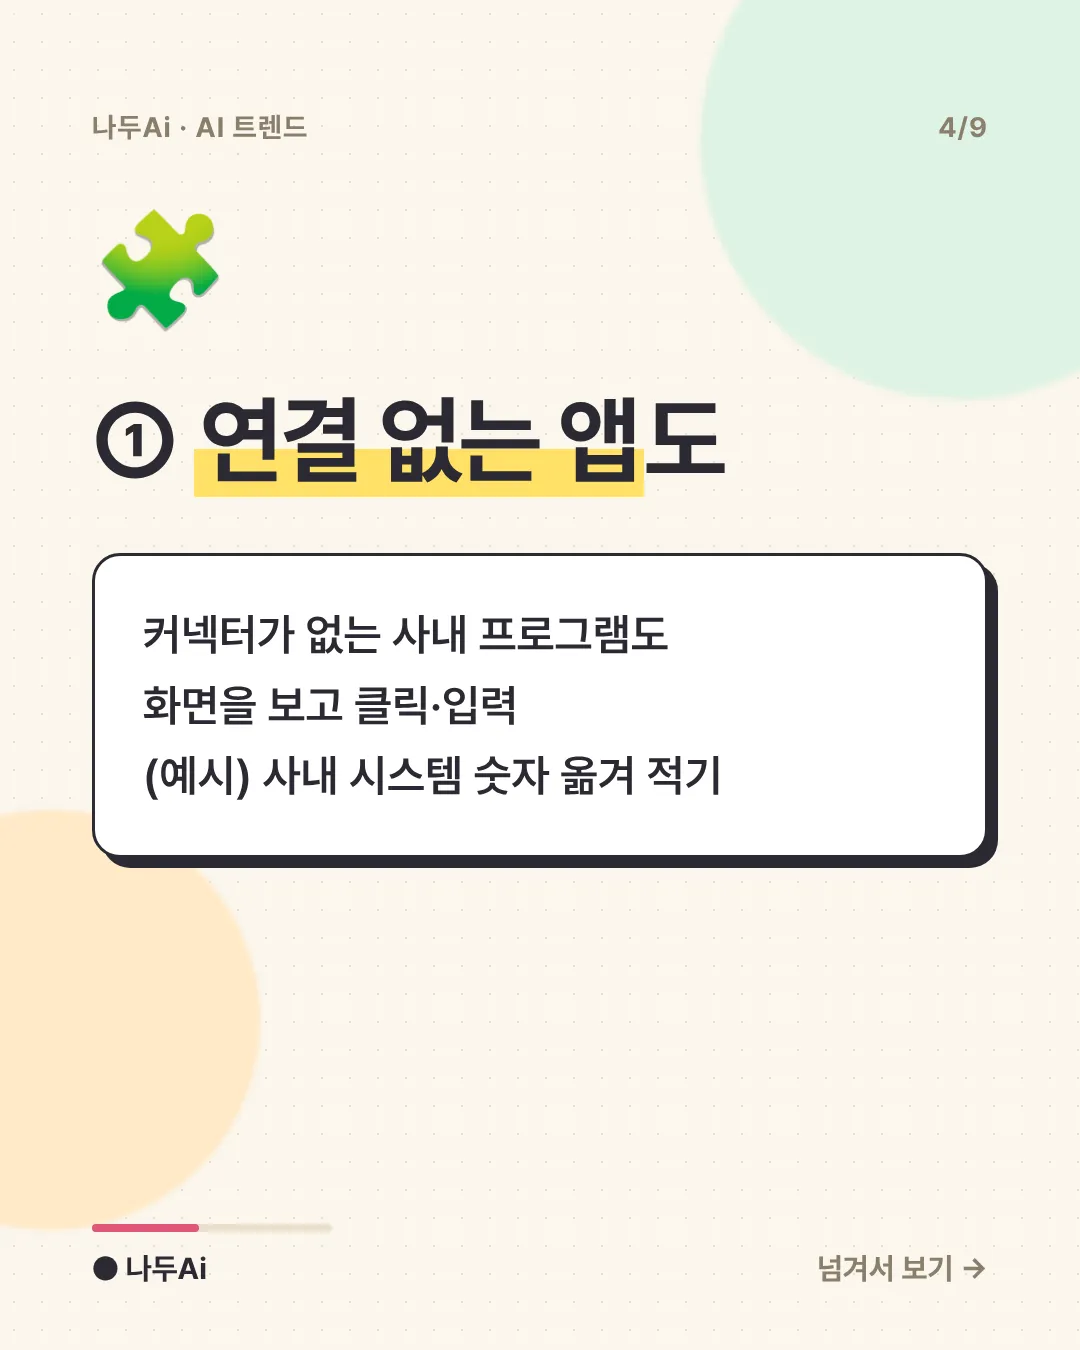 나두Ai · AI 트렌드
4/9
① 연결 없는 앱도
커넥터가 없는 사내 프로그램도
화면을 보고 클릭·입력
(예시) 사내 시스템 숫자 옮겨 적기
● 나두Ai
넘겨서 보기 →